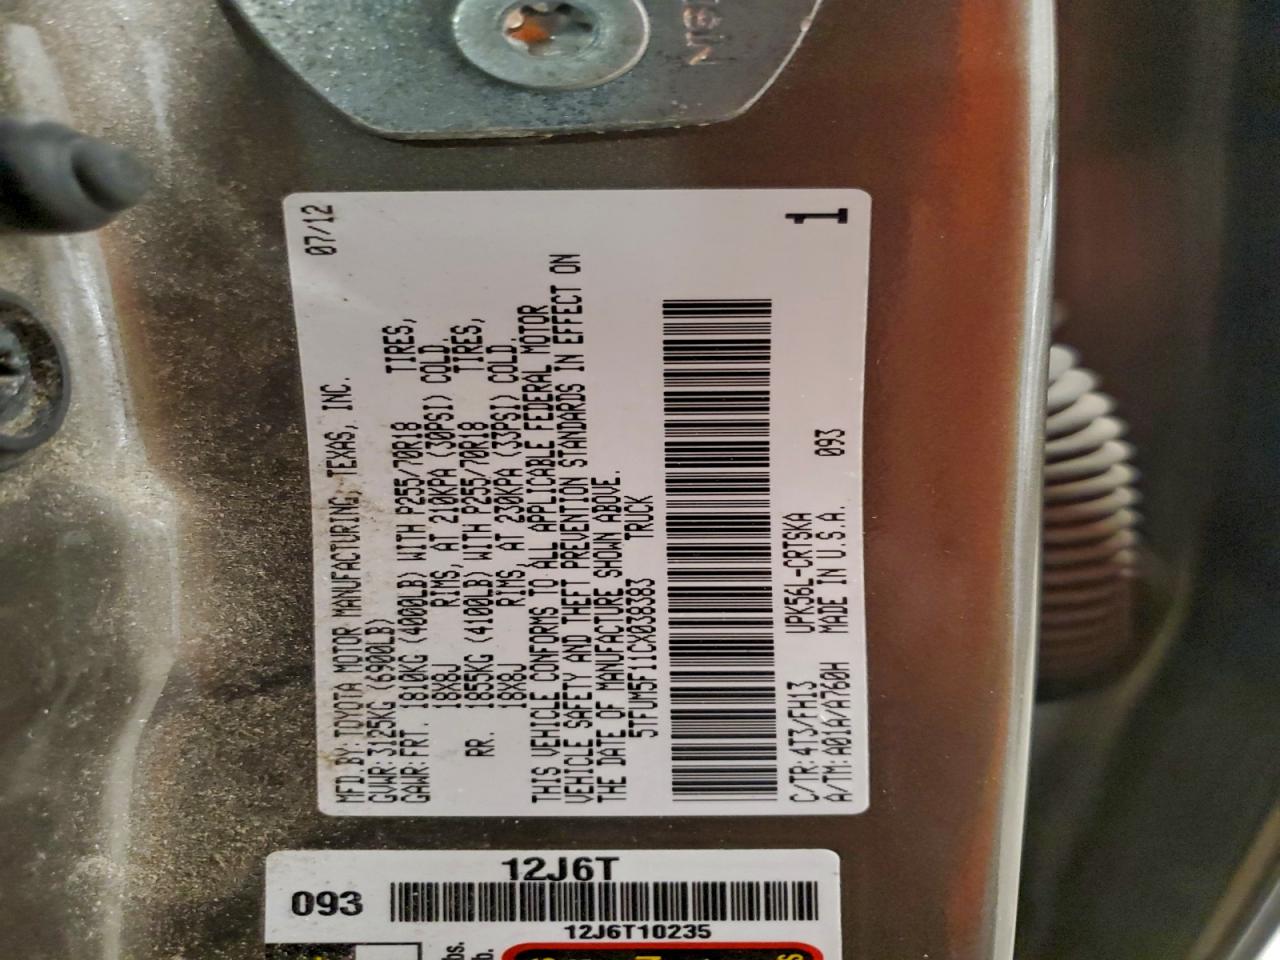 07/12
MFD.BY:TOYOTA MOTOR MANUFACTURING, TEXAS, INC.
GVWR:3125KG (6900LB)
GAWR:FRT. 1810KG (4000LB) WITH P255/70R18 TIRES,
18X8J RIMS, AT 210KPA (30PSI) COLD.
RR. 1855KG (4100LB) WITH P255/70R18 TIRES,
18X8J RIMS, AT 230KPA (33PSI) COLD.
THIS VEHICLE CONFORMS TO ALL APPLICABLE FEDERAL MOTOR
VEHICLE SAFETY AND THEFT PREVENTION STANDARDS IN EFFECT ON
THE DATE OF MANUFACTURE SHOWN ABOVE.
5TFUM5F11CX038383 TRUCK
C/TR:4T3/FH13 UPK56L-CRTSKA
A/TM:A01A/A760H MADE IN U.S.A. 093
1
12J6T
093
12J6T10235